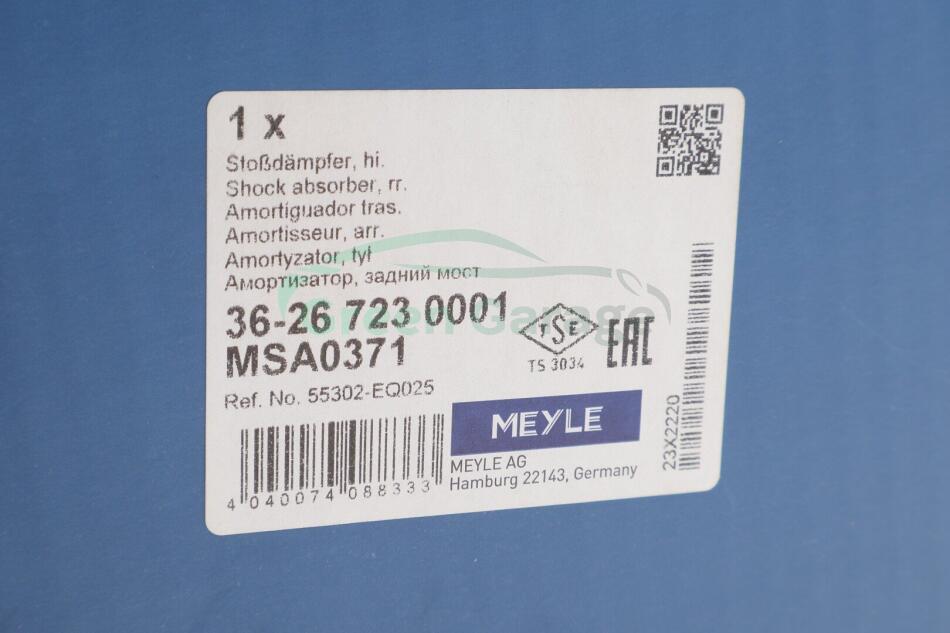 1 x
Stoßdämpfer, hi.
Shock absorber, rr.
Amortiguador tras.
Amortisseur, arr.
Amortyzator, tył
Амортизатор, задний мост
36-26 723 0001
MSA0371
Ref. No. 55302-EQ025
Green Garage
TSE
TS 3034
EAC
MEYLE
MEYLE AG
Hamburg 22143, Germany
4 040074 088333
23X2220